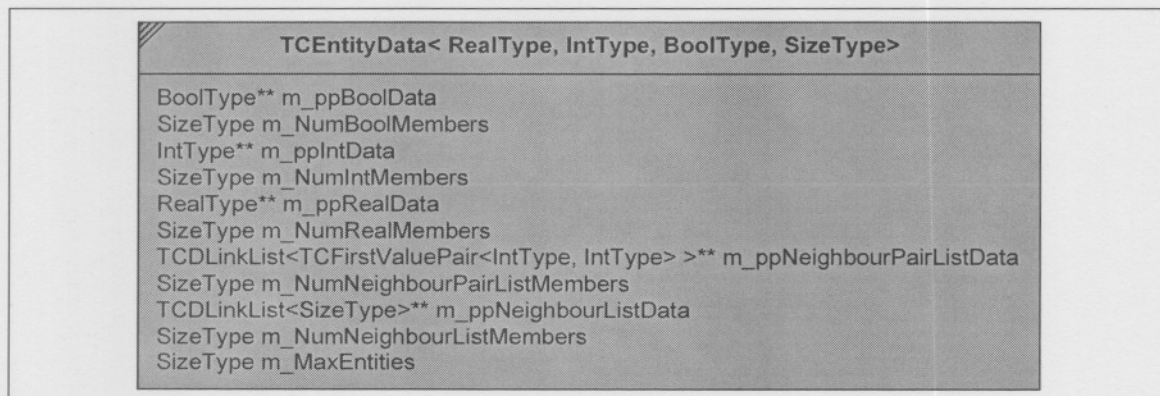 TCEntityData< RealType, IntType, BoolType, SizeType>
BoolType** m_ppBoolData
SizeType m_NumBoolMembers
IntType** m_ppIntData
SizeType m_NumIntMembers
RealType** m_ppRealData
SizeType m_NumRealMembers
TCDLinkList<TCFirstValuePair<IntType, IntType> >** m_ppNeighbourPairListData
SizeType m_NumNeighbourPairListMembers
TCDLinkList<SizeType>** m_ppNeighbourListData
SizeType m_NumNeighbourListMembers
SizeType m_MaxEntities